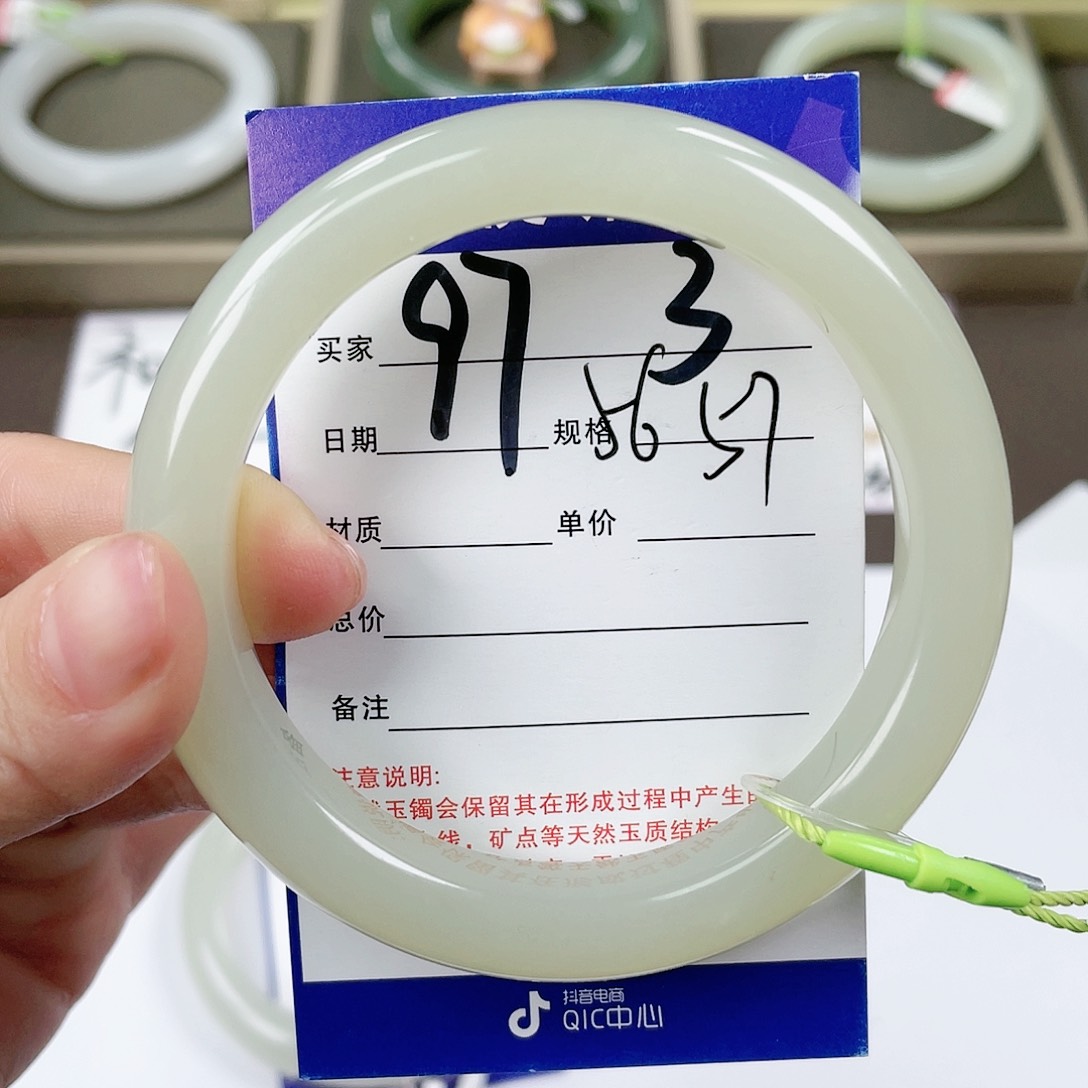 97 3
买家
日期 规格 56 51
材质 单价
总价
备注
注意说明:
然玉镯会保留其在形成过程中产生的
线，矿点等天然玉质结构
抖音电商
QIC中心